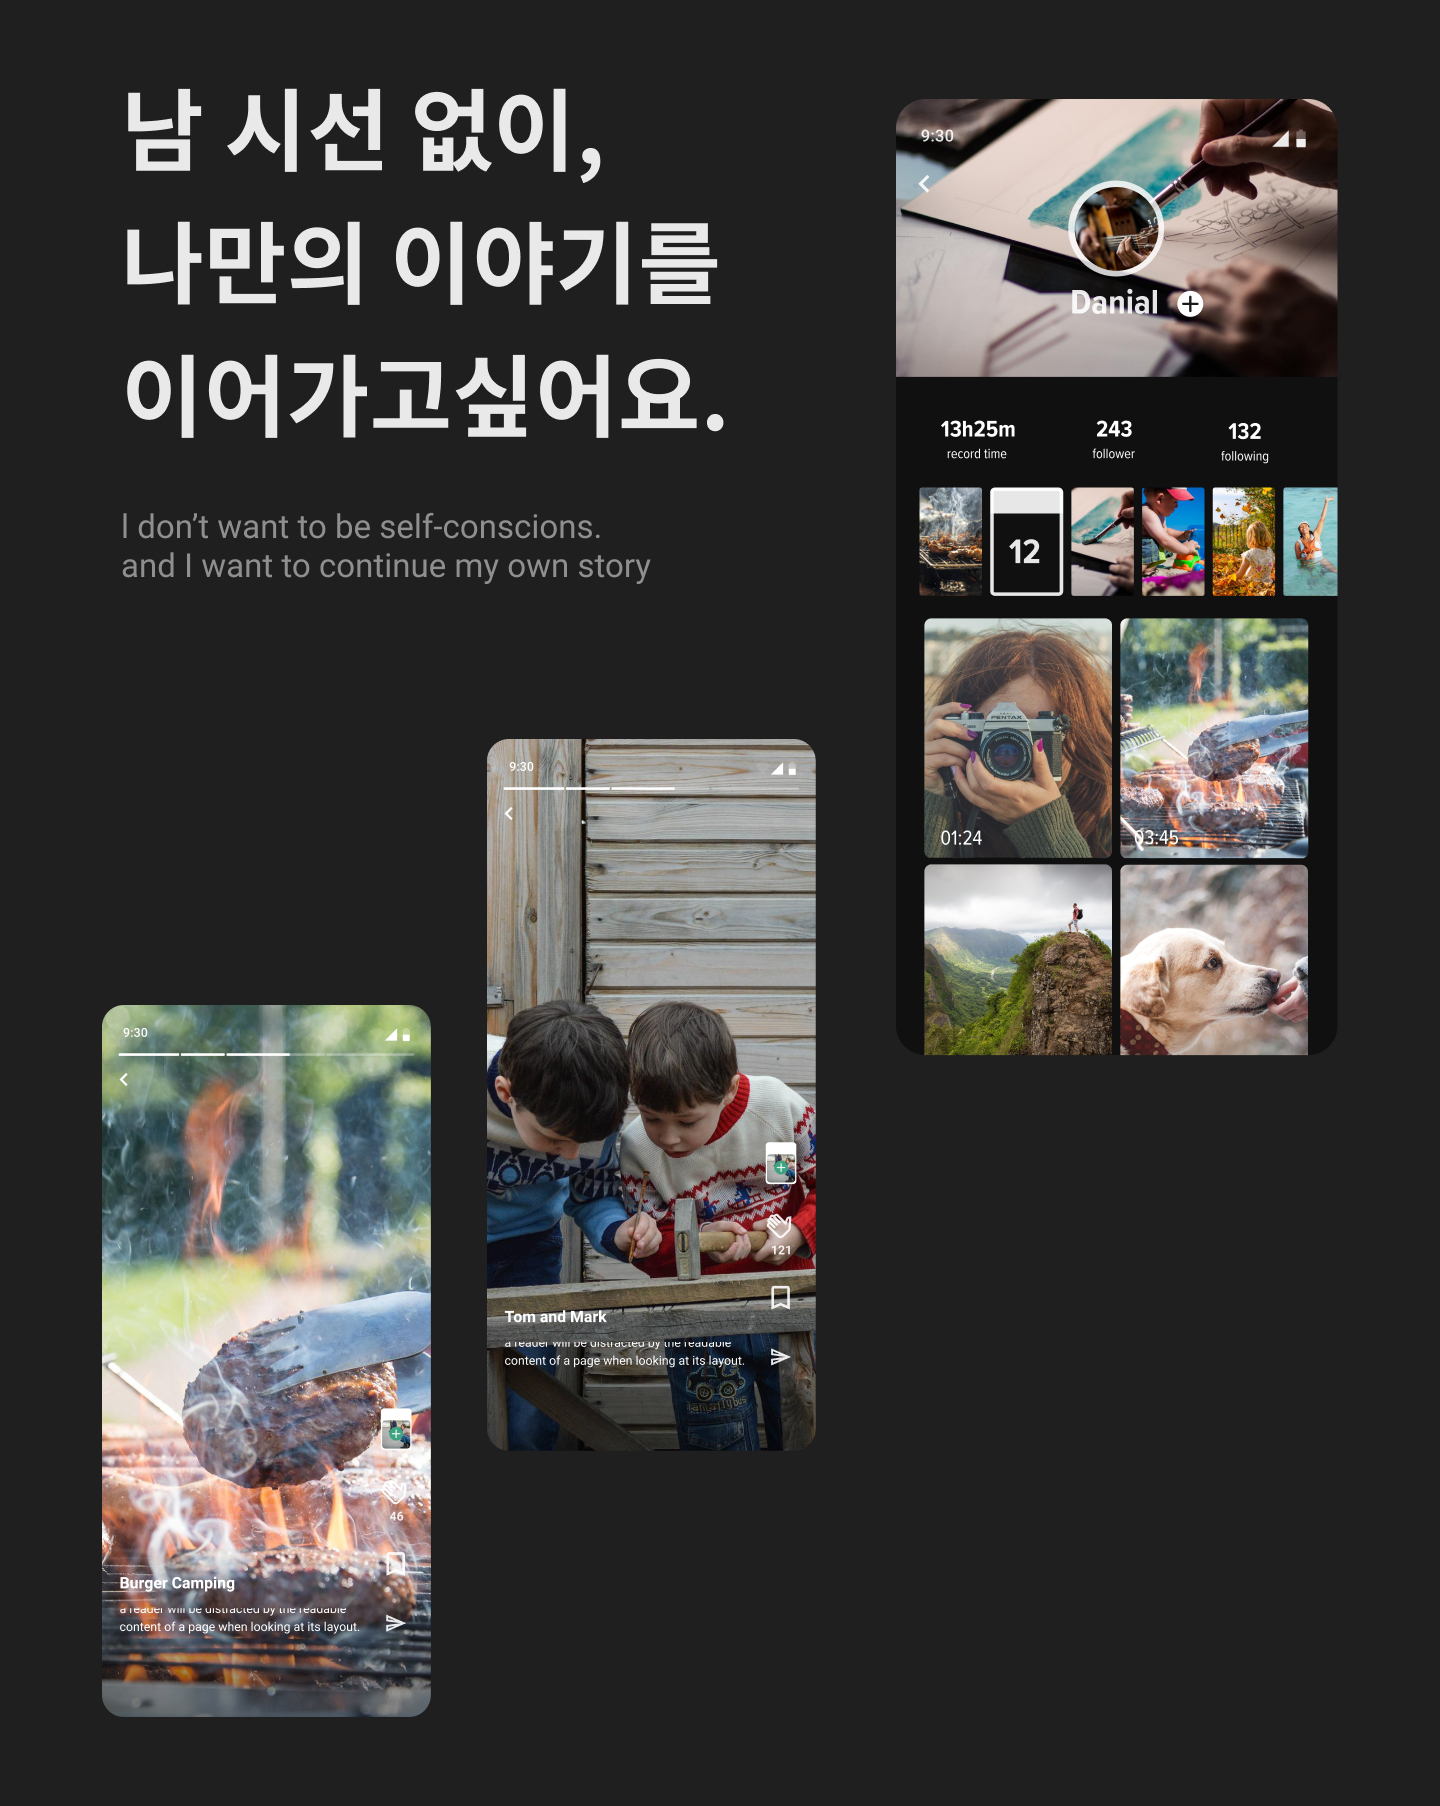 남 시선 없이,
나만의 이야기를
이어가고싶어요.
I don’t want to be self-conscions.
and I want to continue my own story
9:30
Danial
13h25m
record time
243
follower
132
following
12
PENTAX
01:24
03:45
9:30
121
Tom and Mark
a reader will be distracted by the readable
content of a page when looking at its layout.
9:30
46
Burger Camping
a reader will be distracted by the readable
content of a page when looking at its layout.